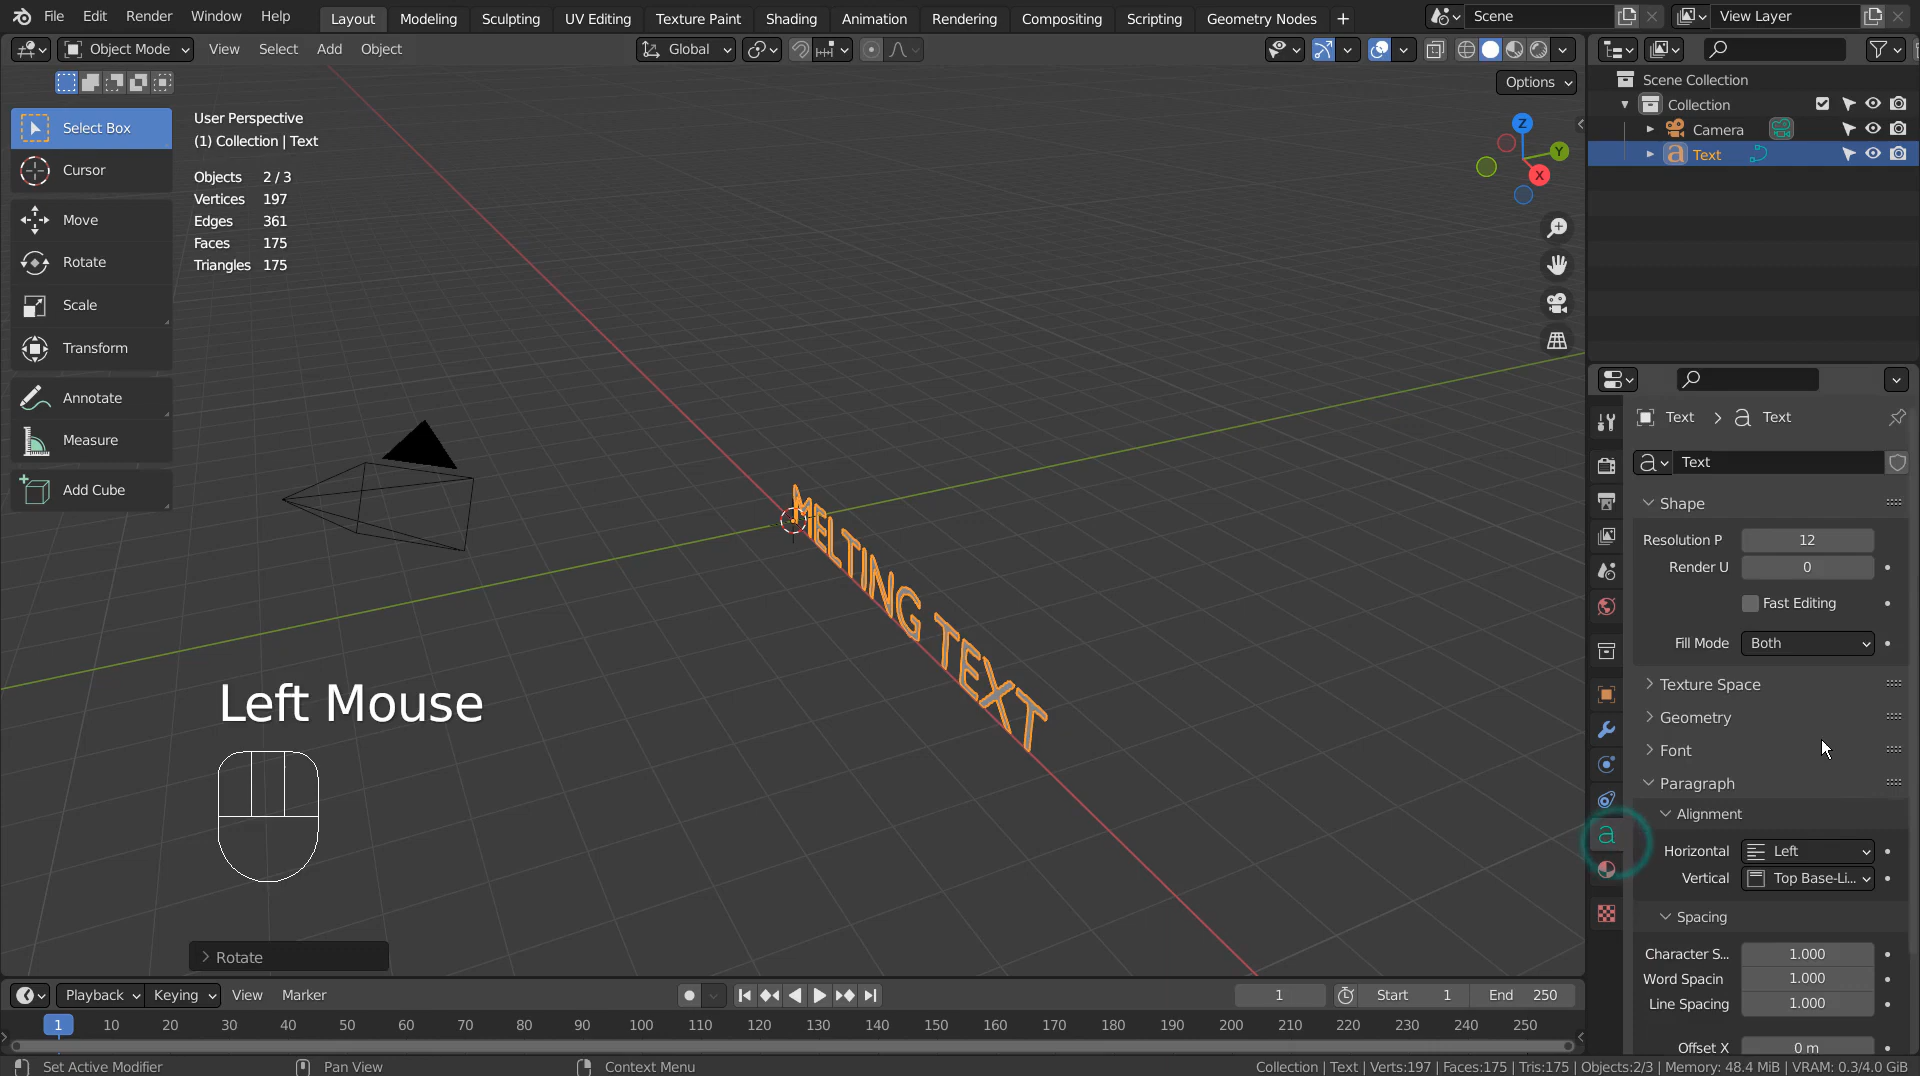 File Edit Render Window Help Layout Modeling Sculpting UV Editing Texture Paint Shading Animation Rendering Compositing Scripting Geometry Nodes + Scene View Layer
Object Mode View Select Add Object Global
Options
Select Box
Cursor
Move
Rotate
Scale
Transform
Annotate
Measure
Add Cube
User Perspective
(1) Collection | Text
Objects 2 / 3
Vertices 197
Edges 361
Faces 175
Triangles 175
Z
Y
X
MELTING TEXT
Left Mouse
Rotate
Scene Collection
Collection
Camera
Text
Text > Text
Text
Shape
Resolution P 12
Render U 0
Fast Editing
Fill Mode Both
Texture Space
Geometry
Font
Paragraph
Alignment
Horizontal Left
Vertical Top Base-Li...
Spacing
Character S... 1.000
Word Spacin 1.000
Line Spacing 1.000
Offset X 0 m
Playback Keying View Marker 1 Start 1 End 250
1 10 20 30 40 50 60 70 80 90 100 110 120 130 140 150 160 170 180 190 200 210 220 230 240 250
Set Active Modifier Pan View Context Menu Collection | Text | Verts:197 | Faces:175 | Tris:175 | Objects:2/3 | Memory: 48.4 MiB | VRAM: 0.3/4.0 GiB